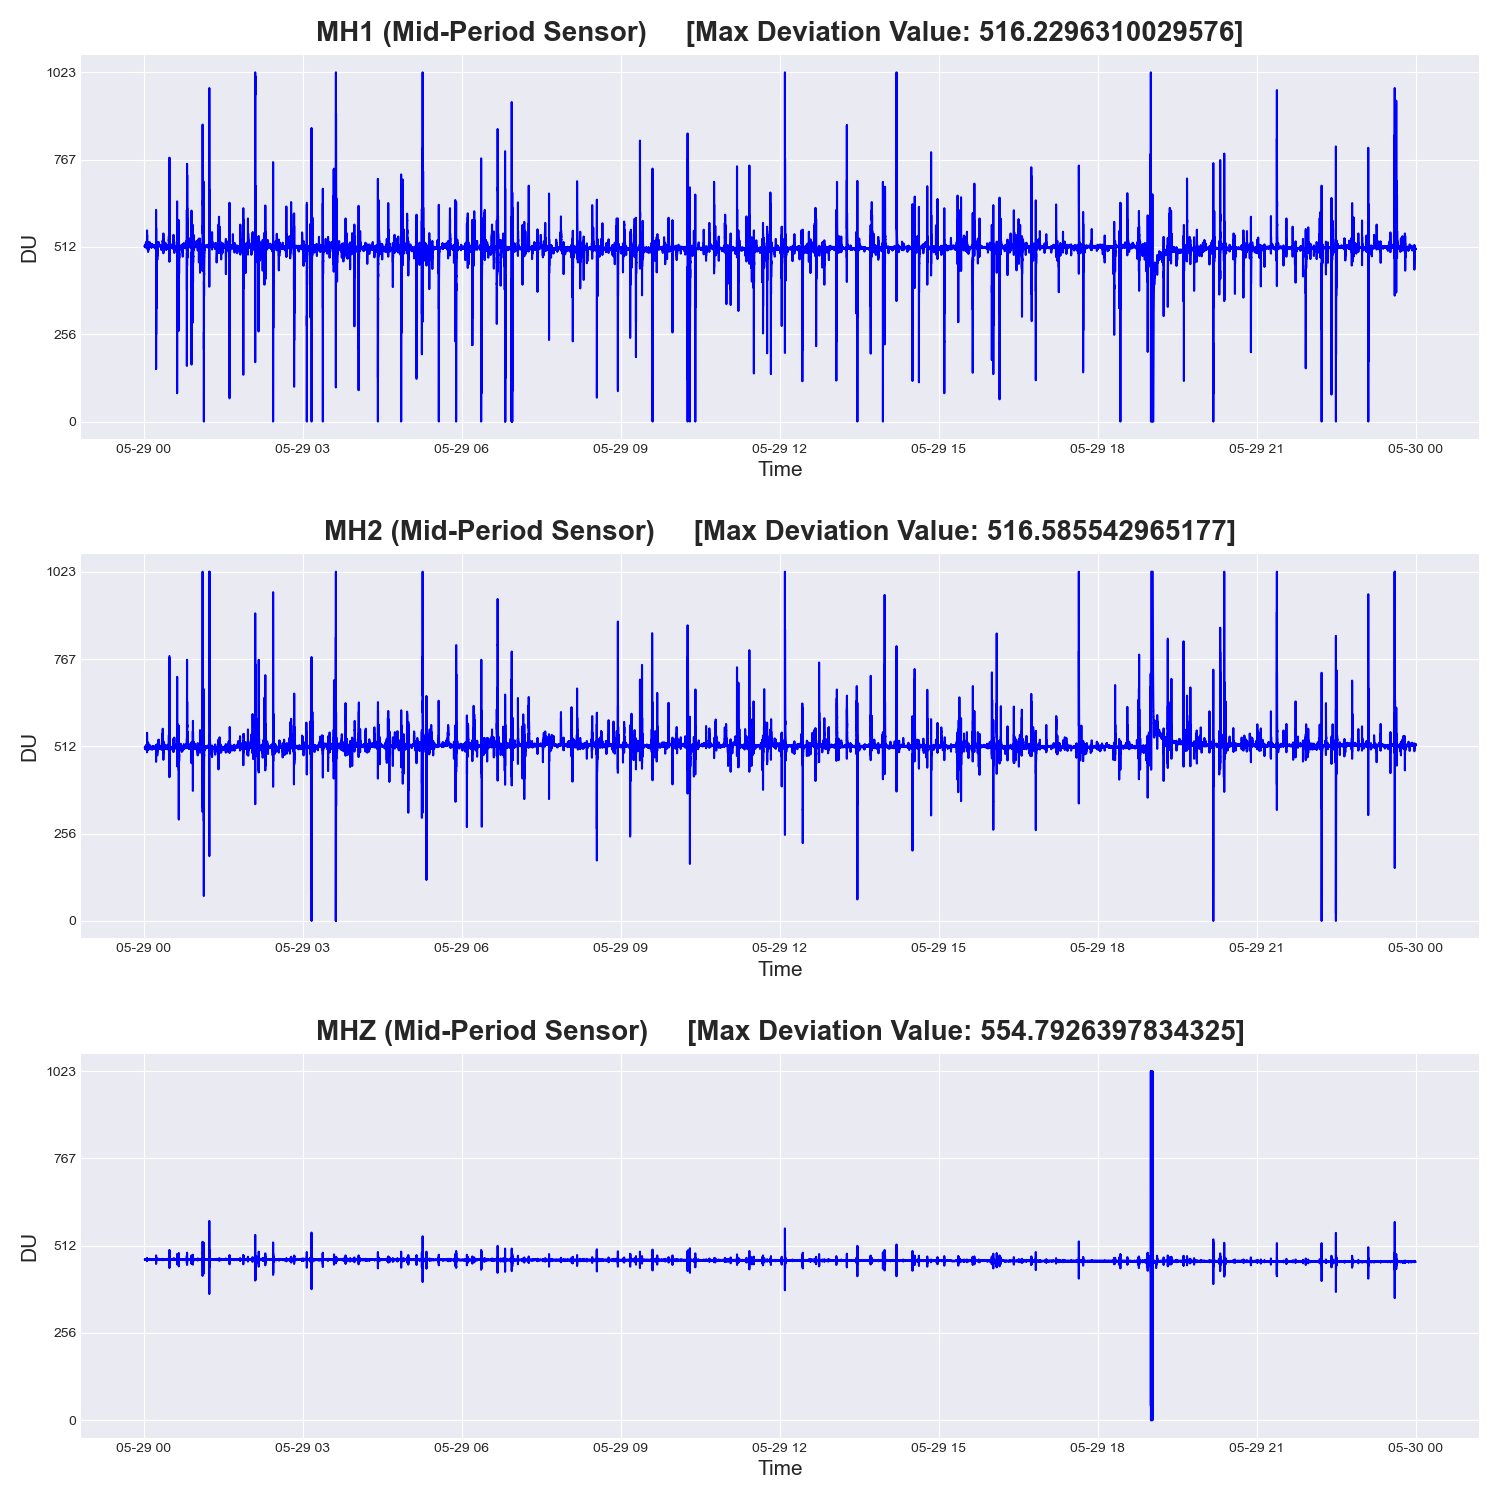 MH1 (Mid-Period Sensor) [Max Deviation Value: 516.2296310029576]
1023
767
512
256
0
DU
05-29 00 05-29 03 05-29 06 05-29 09 05-29 12 05-29 15 05-29 18 05-29 21 05-30 00
Time
MH2 (Mid-Period Sensor) [Max Deviation Value: 516.585542965177]
1023
767
512
256
0
DU
05-29 00 05-29 03 05-29 06 05-29 09 05-29 12 05-29 15 05-29 18 05-29 21 05-30 00
Time
MHZ (Mid-Period Sensor) [Max Deviation Value: 554.7926397834325]
1023
767
512
256
0
DU
05-29 00 05-29 03 05-29 06 05-29 09 05-29 12 05-29 15 05-29 18 05-29 21 05-30 00
Time